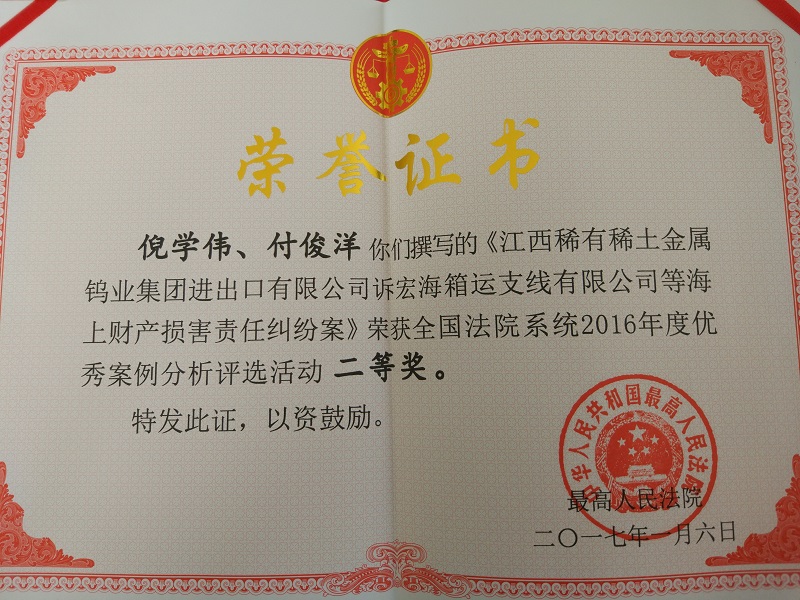 荣誉证书
倪学伟、付俊洋 你们撰写的《江西稀有稀土金属
钨业集团进出口有限公司诉宏海箱运支线有限公司等海
上财产损害责任纠纷案》荣获全国法院系统2016年度优
秀案例分析评选活动 二等奖。
特发此证，以资鼓励。
中华人民共和国最高人民法院
最高人民法院
二〇一七年一月六日